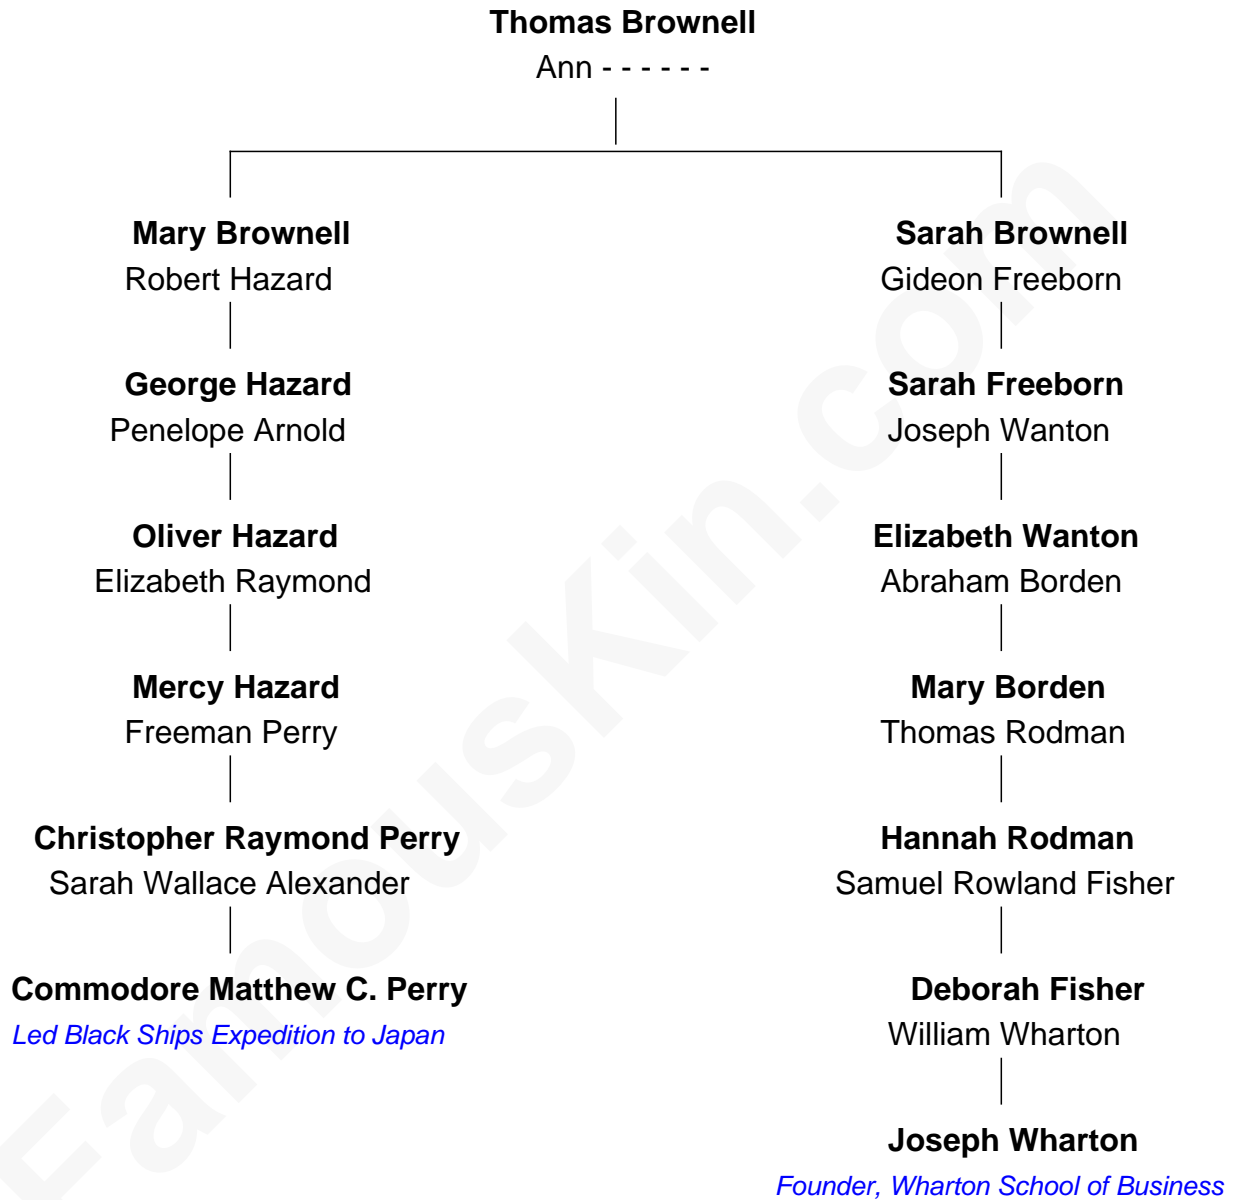 Thomas Brownell
Ann - - - - - -
Mary Brownell
Robert Hazard
Sarah Brownell
Gideon Freeborn
George Hazard
Penelope Arnold
Sarah Freeborn
Joseph Wanton
Oliver Hazard
Elizabeth Raymond
Elizabeth Wanton
Abraham Borden
Mercy Hazard
Freeman Perry
Mary Borden
Thomas Rodman
Christopher Raymond Perry
Sarah Wallace Alexander
Hannah Rodman
Samuel Rowland Fisher
Commodore Matthew C. Perry
Led Black Ships Expedition to Japan
Deborah Fisher
William Wharton
Joseph Wharton
Founder, Wharton School of Business
FamousKin.com